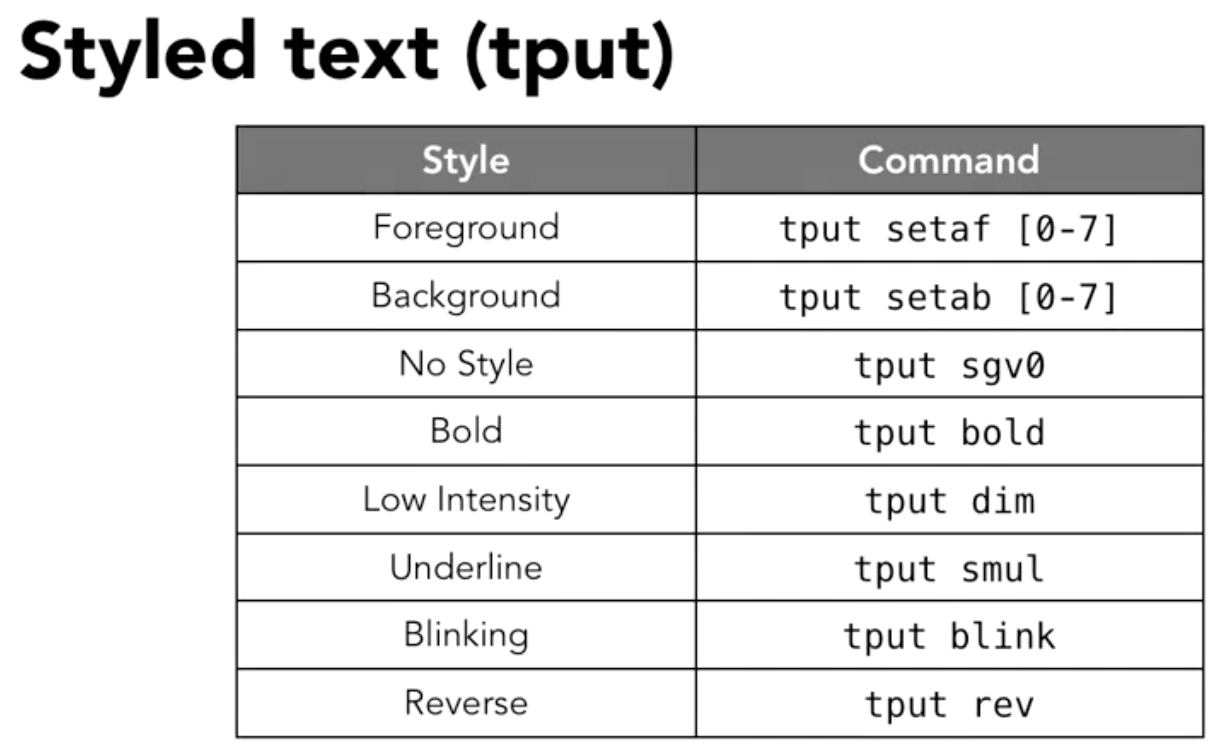 Styled text (tput)
Style Command
Foreground tput setaf [0-7]
Background tput setab [0-7]
No Style tput sgv0
Bold tput bold
Low Intensity tput dim
Underline tput smul
Blinking tput blink
Reverse tput rev